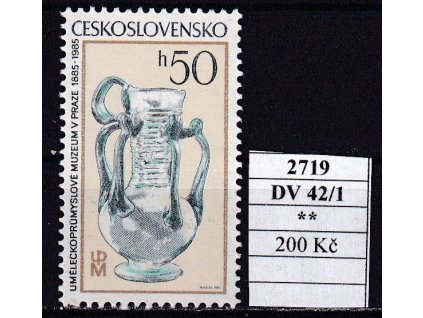 ČESKOSLOVENSKO
h50
UMĚLECKOPRŮMYSLOVÉ MUZEUM V PRAZE 1885-1985
UPM
2719
DV 42/1
**
200 Kč